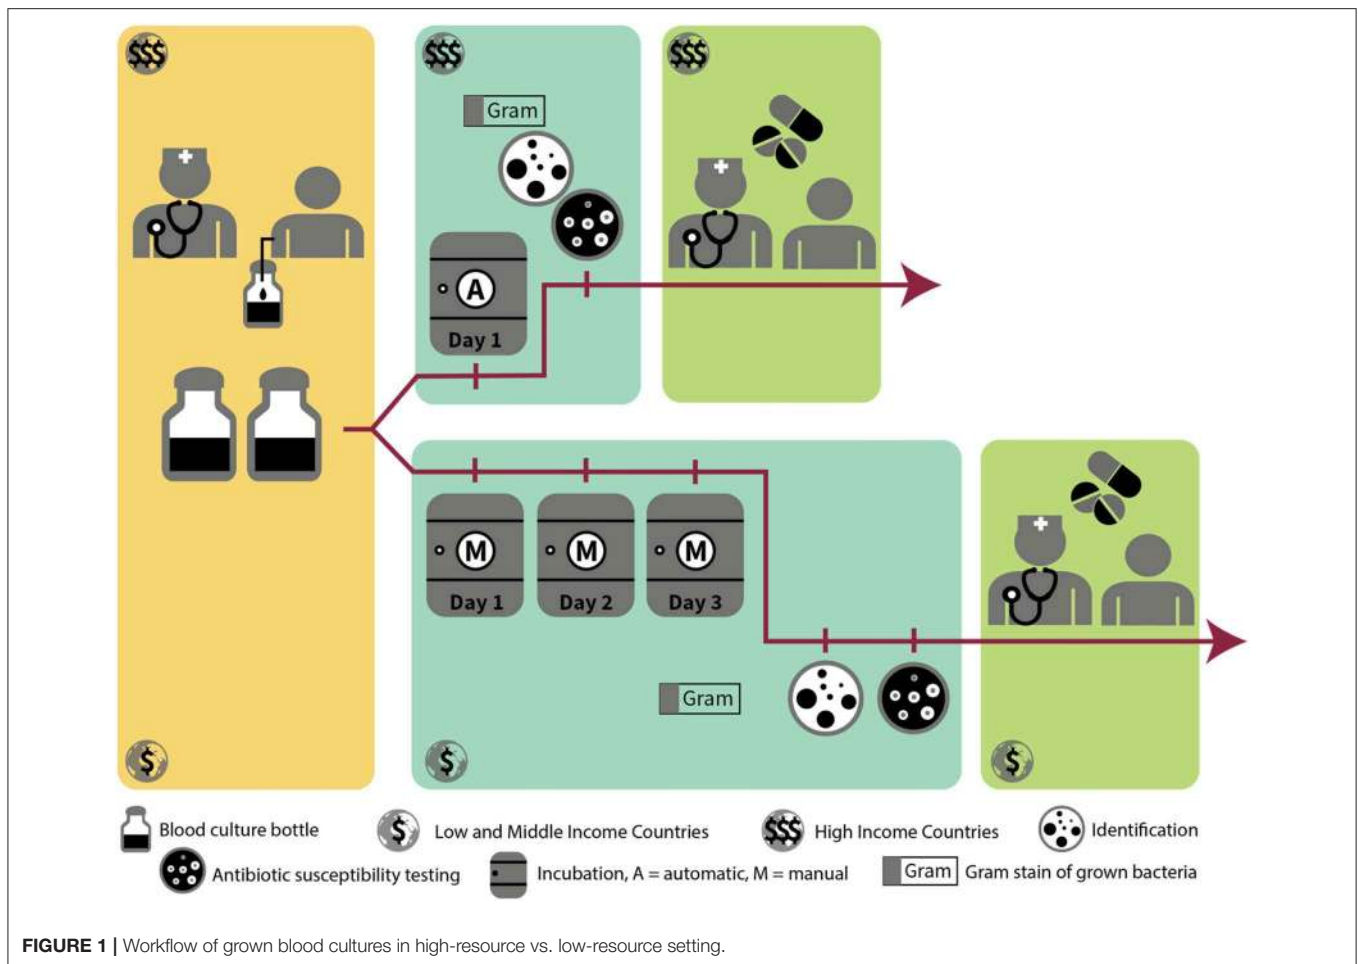 $$$
$$$
$$$
Gram
A
Day 1
M
M
M
Day 1
Day 2
Day 3
Gram
$
$
$
Blood culture bottle
$
Low and Middle Income Countries
$$$
High Income Countries
Identification
Antibiotic susceptibility testing
Incubation, A = automatic, M = manual
Gram
Gram stain of grown bacteria
FIGURE 1 | Workflow of grown blood cultures in high-resource vs. low-resource setting.